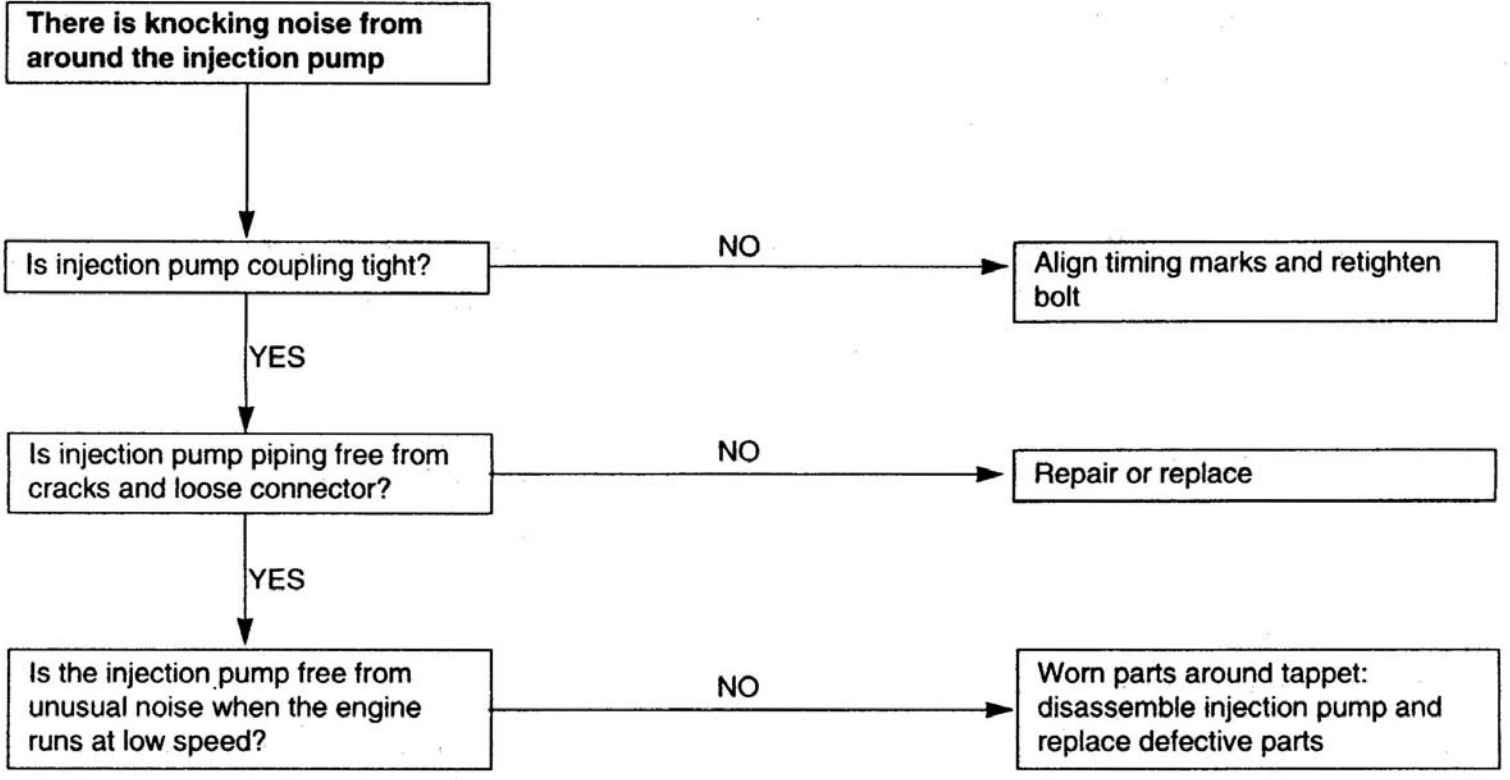 There is knocking noise from
around the injection pump
Is injection pump coupling tight?
NO
Align timing marks and retighten
bolt
YES
Is injection pump piping free from
cracks and loose connector?
NO
Repair or replace
YES
Is the injection pump free from
unusual noise when the engine
runs at low speed?
NO
Worn parts around tappet:
disassemble injection pump and
replace defective parts